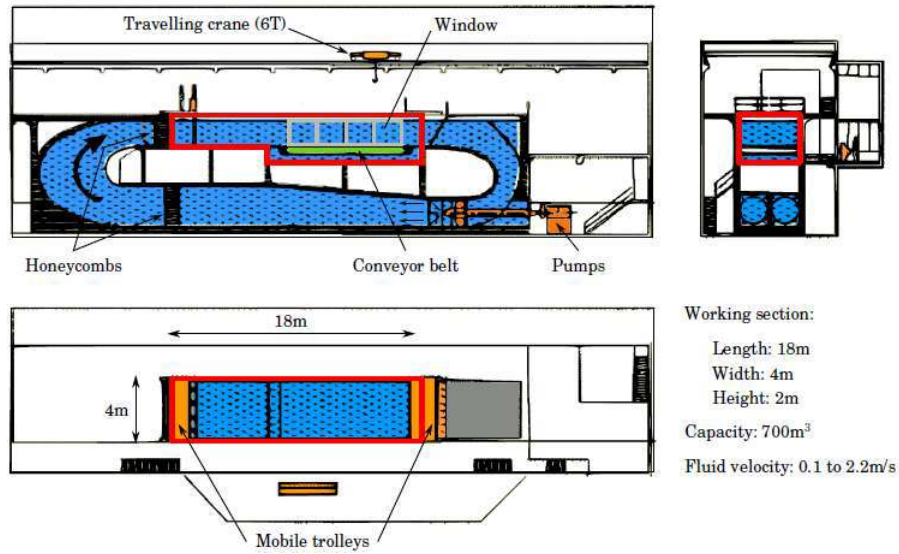 Travelling crane (6T)
Window
Honeycombs
Conveyor belt
Pumps
18m
4m
Mobile trolleys
Working section:
Length: 18m
Width: 4m
Height: 2m
Capacity: 700m³
Fluid velocity: 0.1 to 2.2m/s